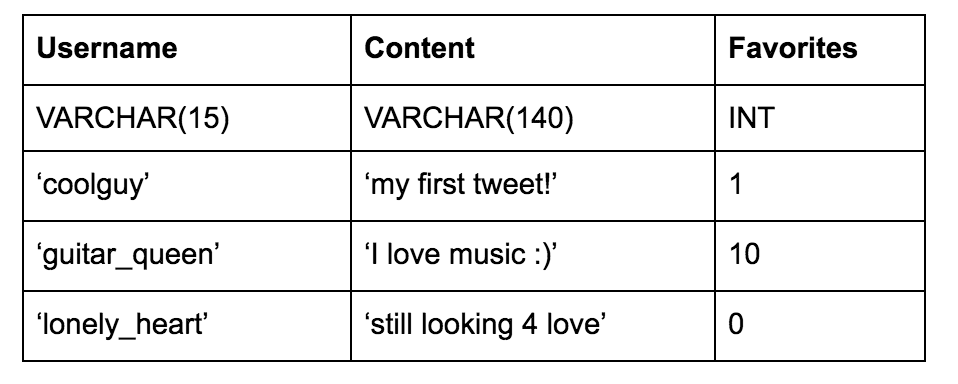 Username Content Favorites
VARCHAR(15) VARCHAR(140) INT
‘coolguy’ ‘my first tweet!’ 1
‘guitar_queen’ ‘I love music :)’ 10
‘lonely_heart’ ‘still looking 4 love’ 0